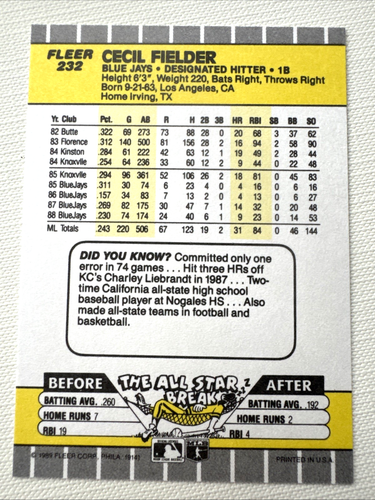 FLEER
232
CECIL FIELDER
BLUE JAYS • DESIGNATED HITTER • 1B
Height 6'3", Weight 220, Bats Right, Throws Right
Born 9-21-63, Los Angeles, CA
Home Irving, TX
Yr. Club Pct. G AB R H 2B 3B HR RBI SB BB SO
82 Butte .322 69 273 73 88 28 0 20 68 3 37 62
83 Florence .312 140 500 81 156 28 2 16 94 2 58 90
84 Kinston .284 61 222 42 63 12 1 19 49 2 28 44
84 Knoxville .254 64 236 33 60 12 2 9 44 0 22 48
85 Knoxville .294 96 361 52 106 26 2 18 81 0 45 83
85 BlueJays .311 30 74 6 23 4 0 4 16 0 6 16
86 BlueJays .157 34 83 7 13 2 0 4 13 0 6 27
87 BlueJays .269 82 175 30 47 7 1 14 32 0 20 48
88 BlueJays .230 74 174 24 40 6 1 9 23 0 14 53
ML Totals .243 220 506 67 123 19 2 31 84 0 46 144
DID YOU KNOW? Committed only
one error in 74 games . . . Hit three HRs off
KC's Charley Liebrandt in 1987 . . . Two-
time California all-state high school
baseball player at Nogales HS . . . Also
made all-state teams in football and
basketball.
BEFORE THE ALL STAR BREAK AFTER
BATTING AVG. .260
HOME RUNS 7
RBI 19
BATTING AVG. .192
HOME RUNS 2
RBI 4
© 1989 FLEER CORP., PHILA. 19141
PRINTED IN U.S.A.